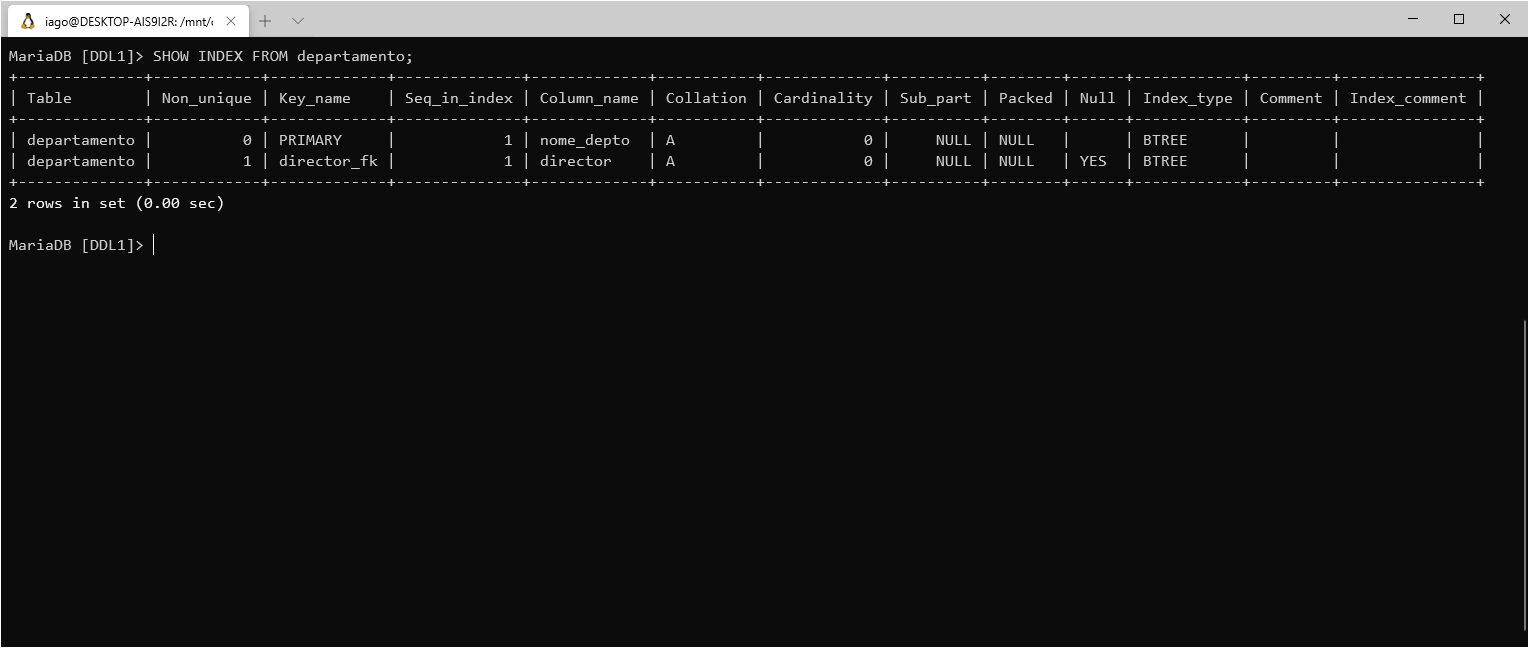 iago@DESKTOP-AIS9I2R: /mnt/c
MariaDB [DDL1]> SHOW INDEX FROM departamento;
+--------------+------------+-------------+--------------+-------------+-----------+-------------+----------+--------+------+------------+---------+---------------+
| Table        | Non_unique | Key_name    | Seq_in_index | Column_name | Collation | Cardinality | Sub_part | Packed | Null | Index_type | Comment | Index_comment |
+--------------+------------+-------------+--------------+-------------+-----------+-------------+----------+--------+------+------------+---------+---------------+
| departamento |          0 | PRIMARY     |            1 | nome_depto  | A         |           0 |     NULL | NULL   |      | BTREE      |         |               |
| departamento |          1 | director_fk |            1 | director    | A         |           0 |     NULL | NULL   | YES  | BTREE      |         |               |
+--------------+------------+-------------+--------------+-------------+-----------+-------------+----------+--------+------+------------+---------+---------------+
2 rows in set (0.00 sec)
MariaDB [DDL1]>